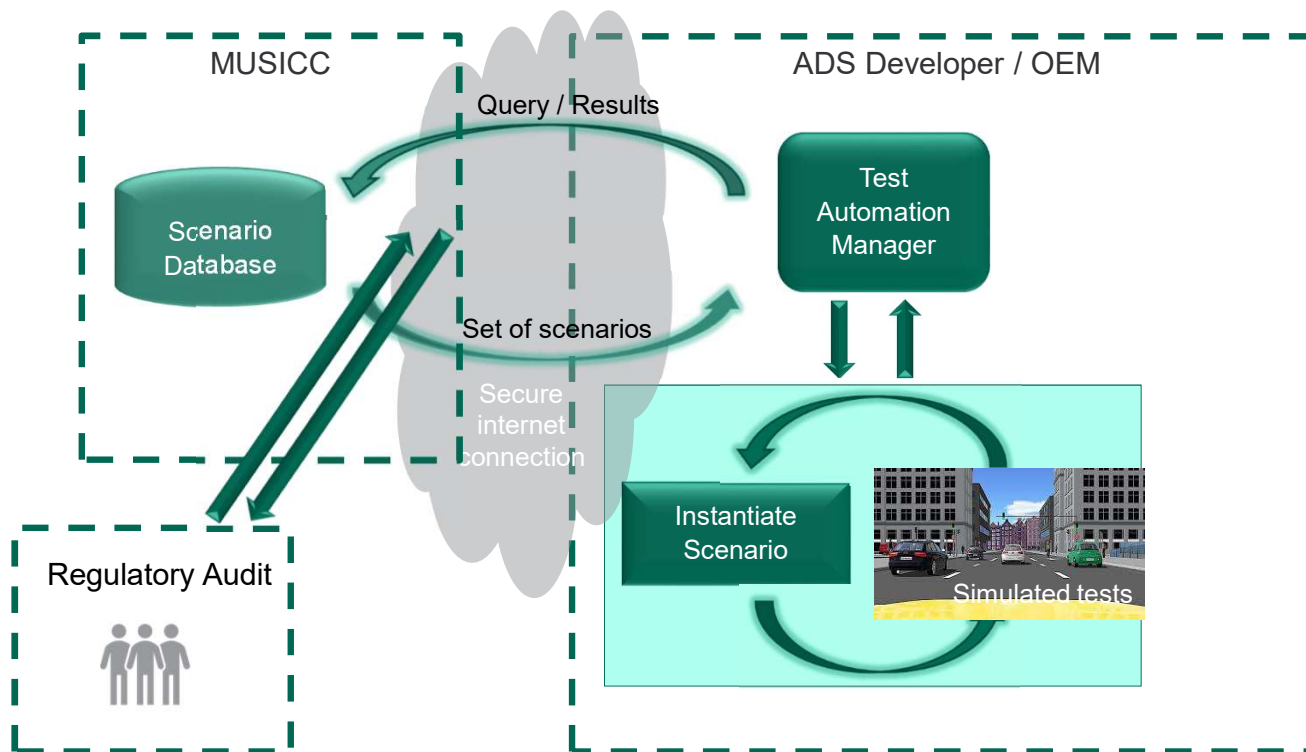 MUSICC
ADS Developer / OEM
Query / Results
Test
Automation
Manager
Scenario
Database
Set of scenarios
Secure
internet
connection
Instantiate
Scenario
Simulated tests
Regulatory Audit